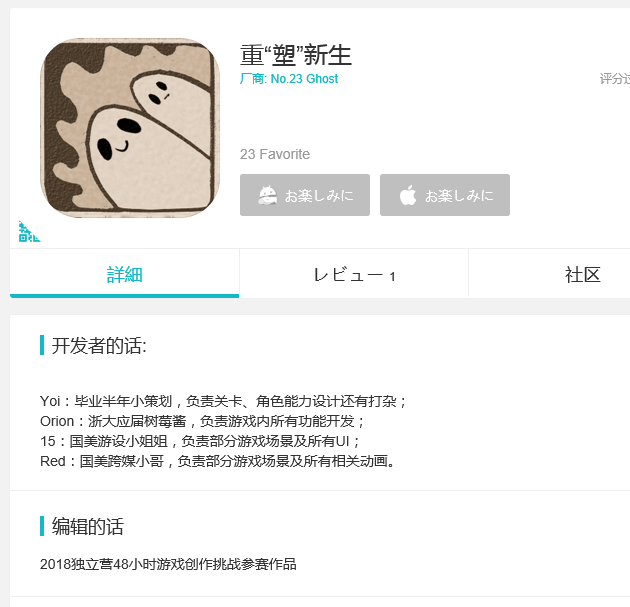 重“塑”新生
厂商: No.23 Ghost
评分过
23 Favorite
お楽しみに
お楽しみに
詳細
レビュー 1
社区
开发者的话:
Yoi：毕业半年小策划，负责关卡、角色能力设计还有打杂；
Orion：浙大应届树莓酱，负责游戏内所有功能开发；
15：国美游设小姐姐，负责部分游戏场景及所有UI；
Red：国美跨媒小哥，负责部分游戏场景及所有相关动画。
编辑的话
2018独立营48小时游戏创作挑战参赛作品